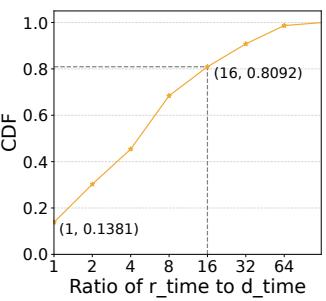 1.0
0.8
(16, 0.8092)
0.6
CDF
0.4
0.2
(1, 0.1381)
0.0
1 2 4 8 16 32 64
Ratio of r_time to d_time